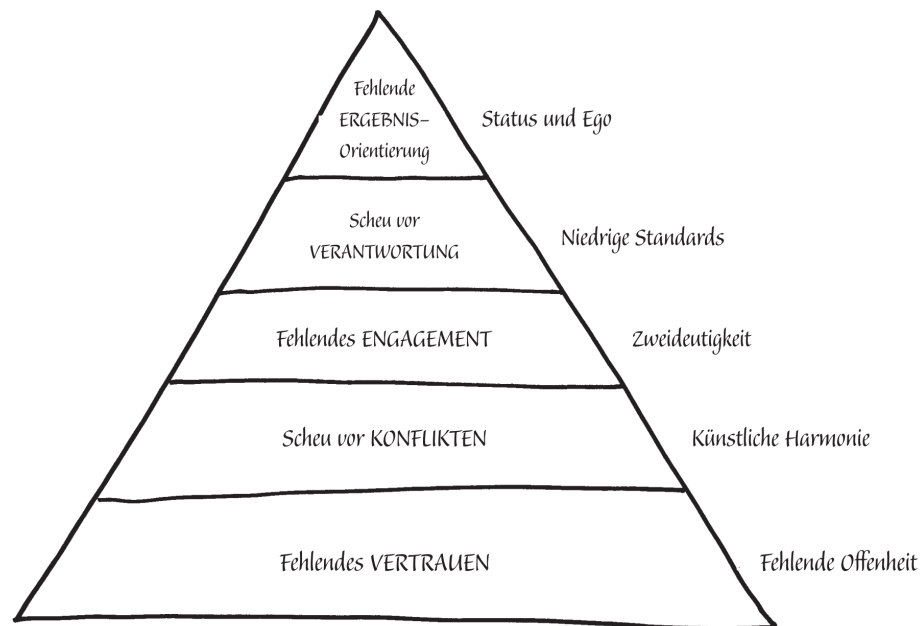 Fehlende
ERGEBNIS-
Orientierung
Status und Ego
Scheu vor
VERANTWORTUNG
Niedrige Standards
Fehlendes ENGAGEMENT
Zweideutigkeit
Scheu vor KONFLIKTEN
Künstliche Harmonie
Fehlendes VERTRAUEN
Fehlende Offenheit